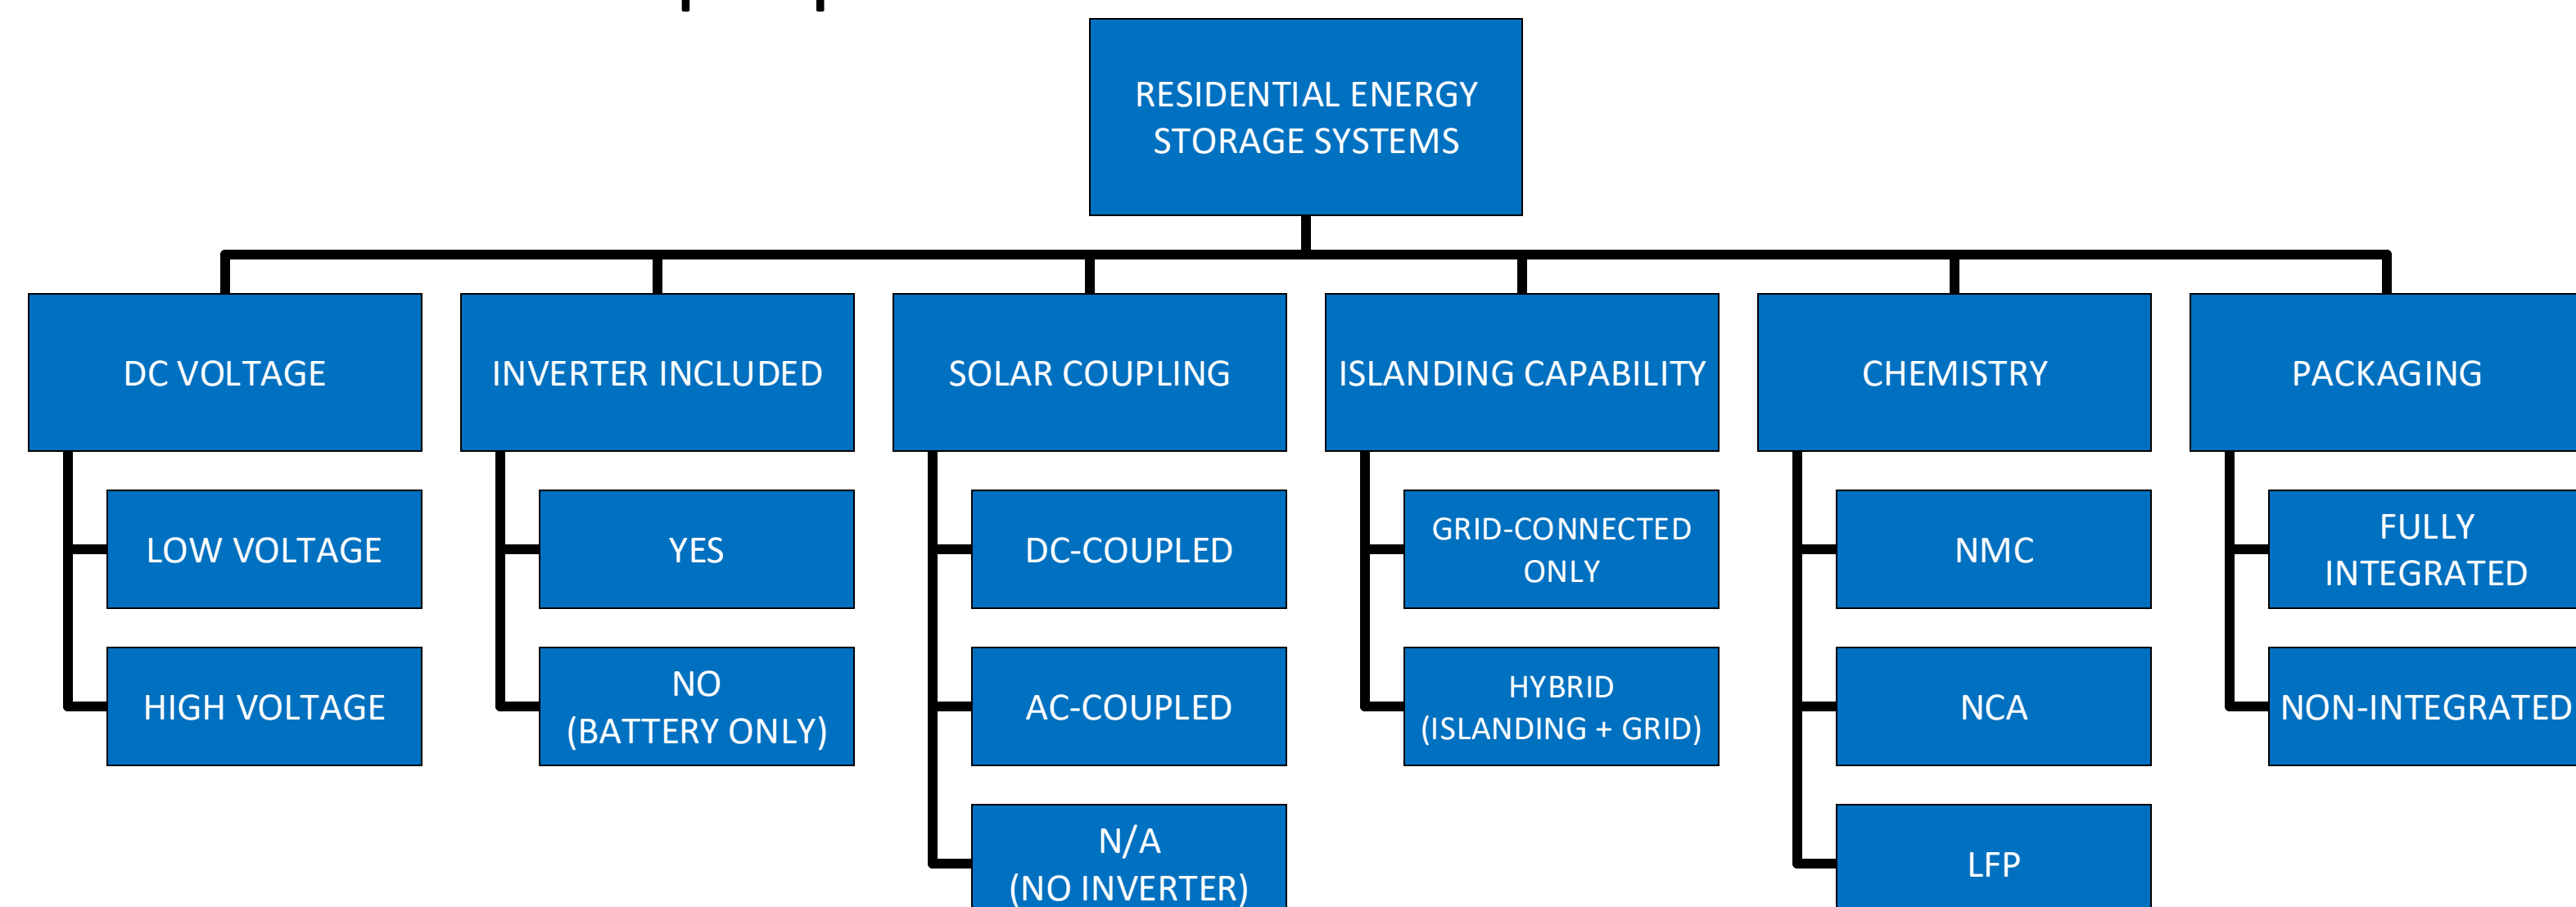 RESIDENTIAL ENERGY
STORAGE SYSTEMS
DC VOLTAGE
INVERTER INCLUDED
SOLAR COUPLING
ISLANDING CAPABILITY
CHEMISTRY
PACKAGING
LOW VOLTAGE
HIGH VOLTAGE
YES
NO
(BATTERY ONLY)
DC-COUPLED
AC-COUPLED
N/A
(NO INVERTER)
GRID-CONNECTED
ONLY
HYBRID
(ISLANDING + GRID)
NMC
NCA
LFP
FULLY
INTEGRATED
NON-INTEGRATED